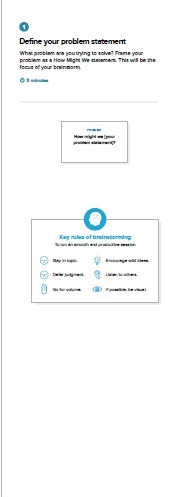 1
Define your problem statement
What problem are you trying to solve? Frame your
problem as a How Might We statement. This will be the
focus of your brainstorm.
5 minutes
PROBLEM
How might we [your
problem statement]?
Key rules of brainstorming
To run an smooth and productive session
Stay in topic. Encourage wild ideas.
Defer judgment. Listen to others.
Go for volume. If possible, be visual.